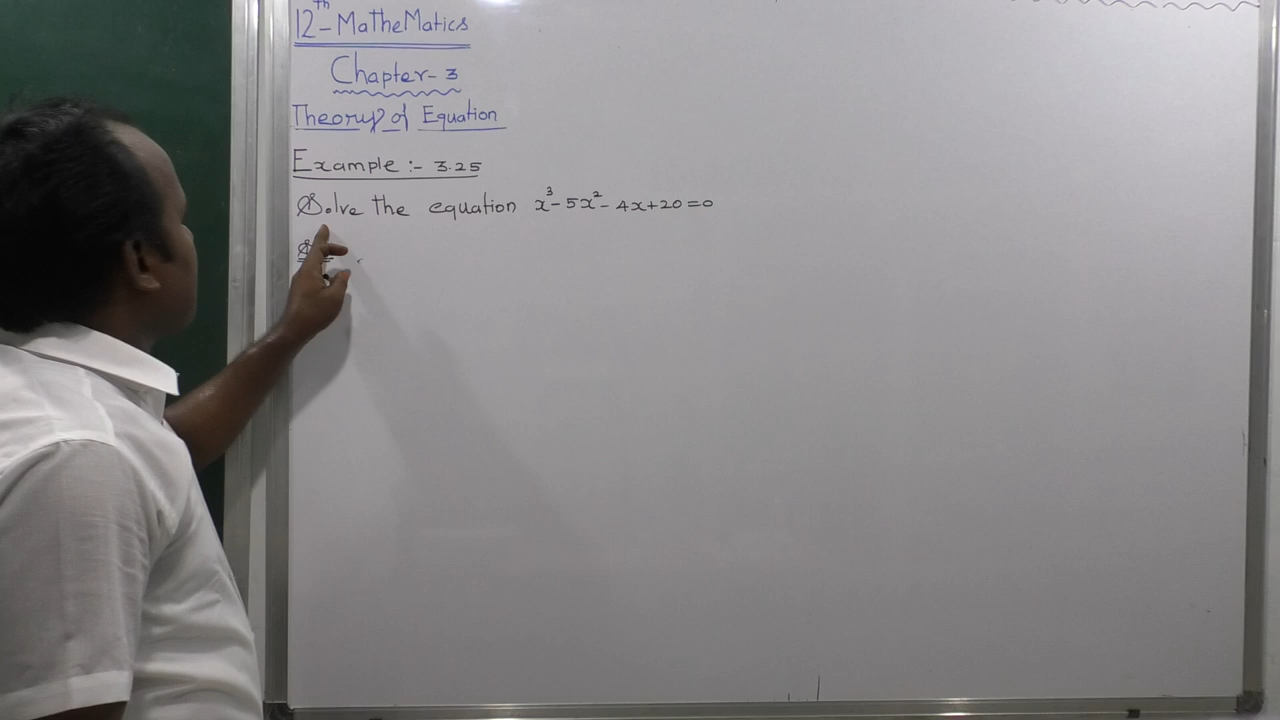 12th - MatheMatics
Chapter - 3
Theory of Equation
Example :- 3.25
Solve the equation x³ - 5x² - 4x + 20 = 0